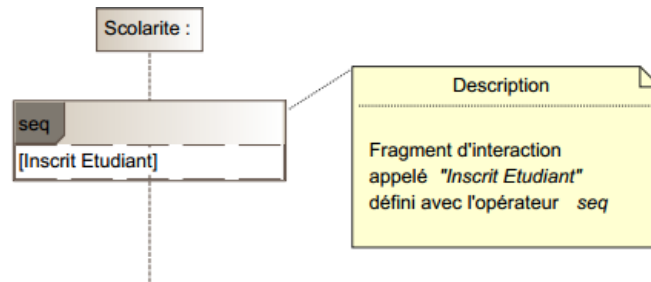 Scolarite :
seq
[Inscrit Etudiant]
Description
Fragment d'interaction
appelé "Inscrit Etudiant"
défini avec l'opérateur seq